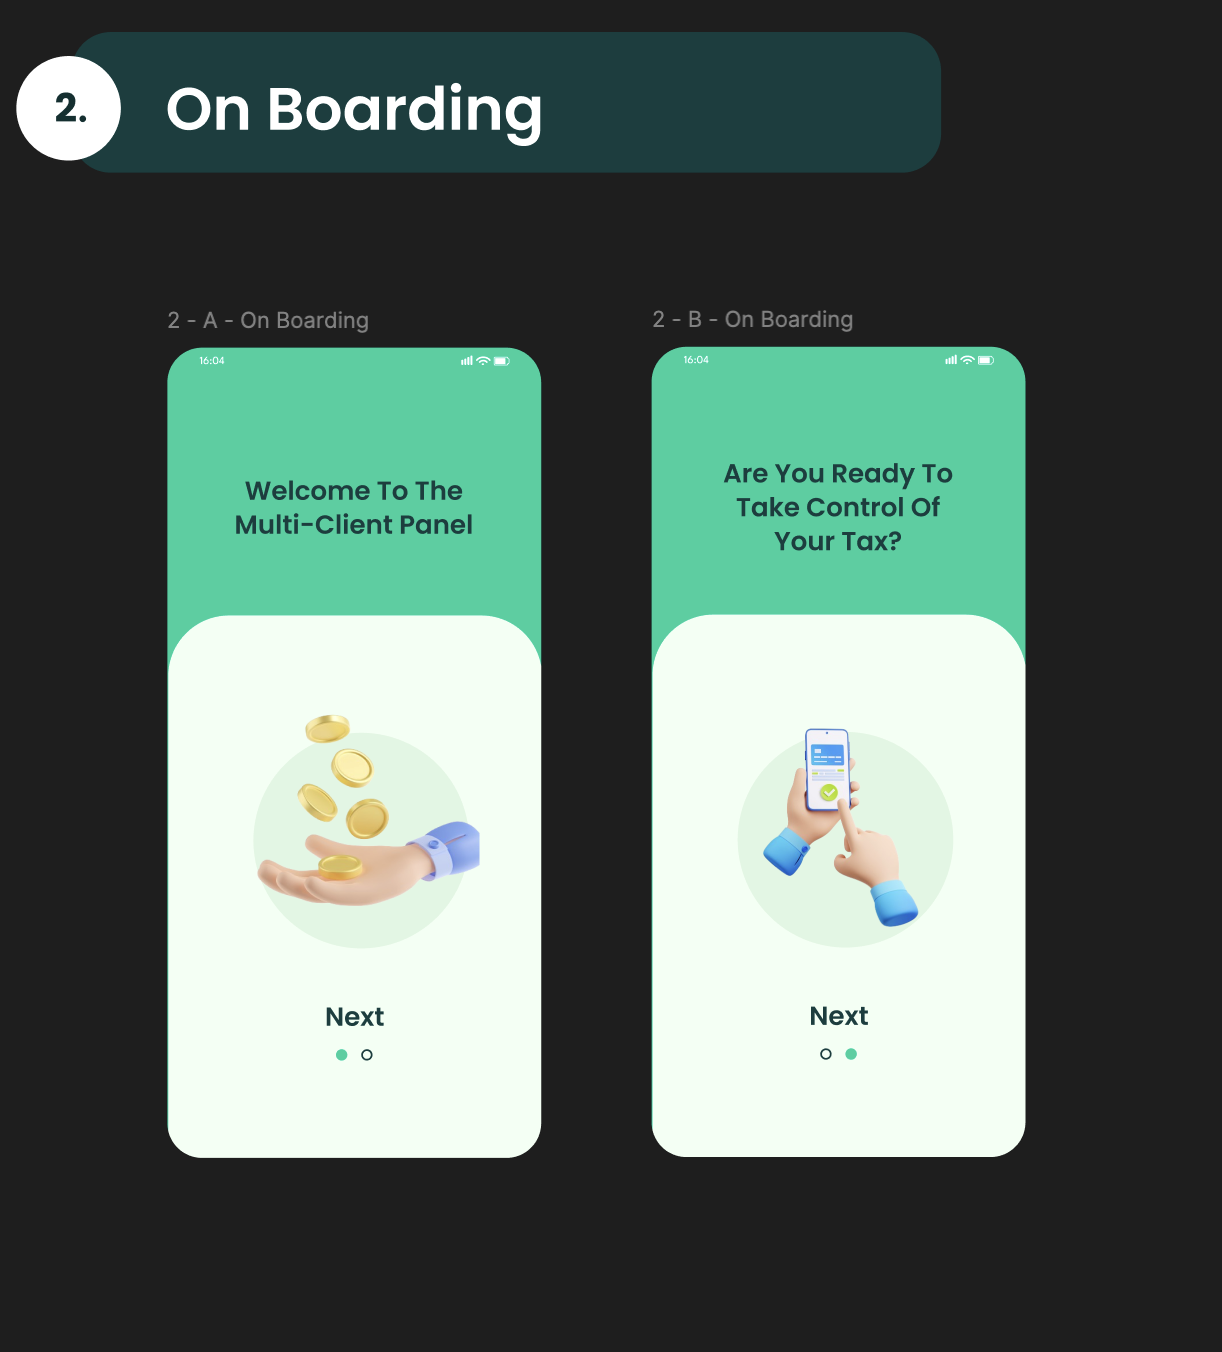 2.
On Boarding
2 - A - On Boarding
16:04
Welcome To The
Multi-Client Panel
Next
2 - B - On Boarding
16:04
Are You Ready To
Take Control Of
Your Tax?
Next